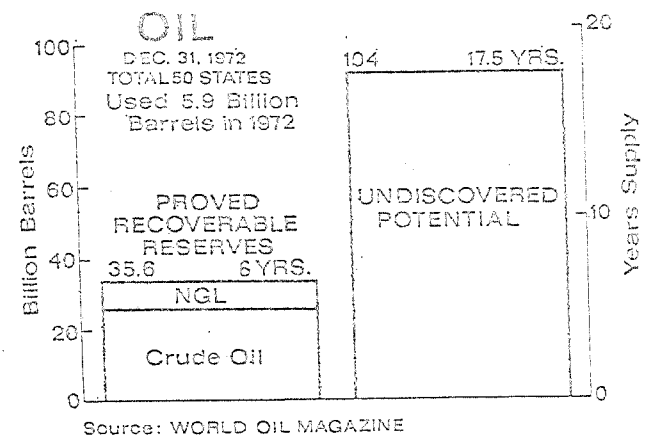 OIL
DEC. 31, 1972
TOTAL 50 STATES
Used 5.9 Billion
Barrels in 1972
100
80
60
40
20
0
Billion Barrels
PROVED
RECOVERABLE
RESERVES
35.6 6 YRS.
NGL
Crude Oil
104 17.5 YRS.
UNDISCOVERED
POTENTIAL
20
10
0
Years Supply
Source: WORLD OIL MAGAZINE